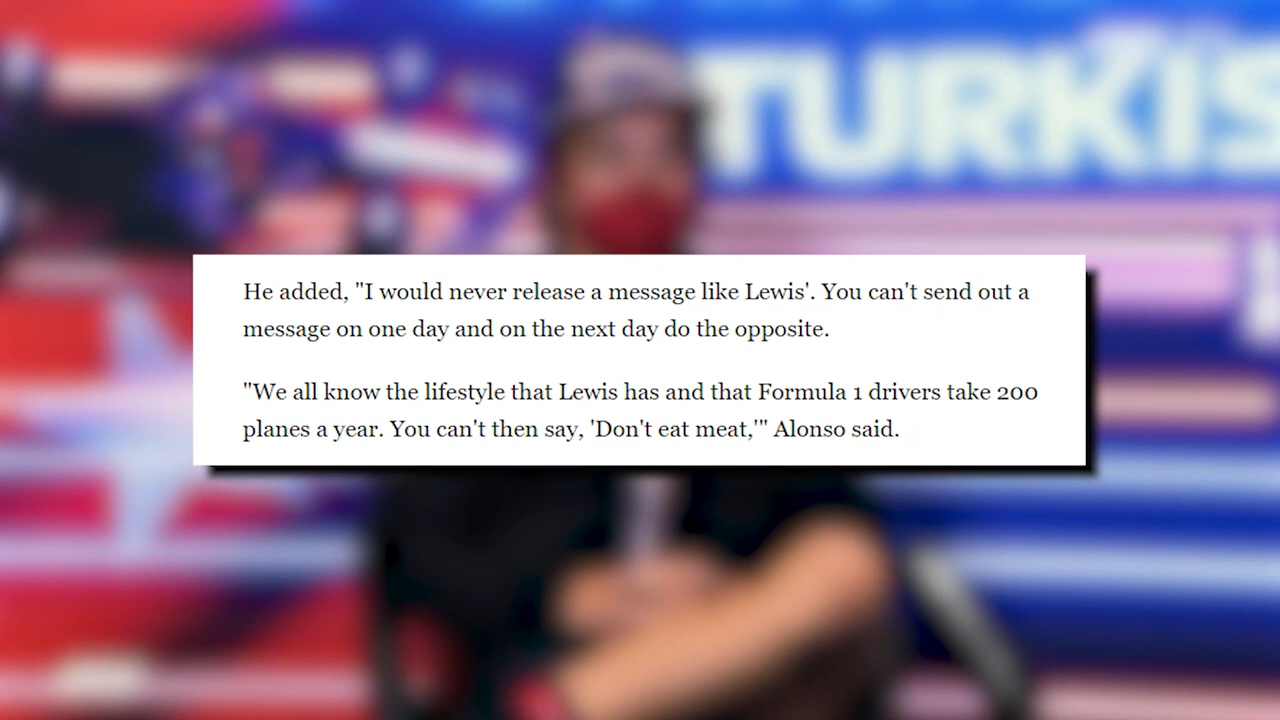 TURKIS
He added, "I would never release a message like Lewis'. You can't send out a
message on one day and on the next day do the opposite.
"We all know the lifestyle that Lewis has and that Formula 1 drivers take 200
planes a year. You can't then say, 'Don't eat meat,'" Alonso said.